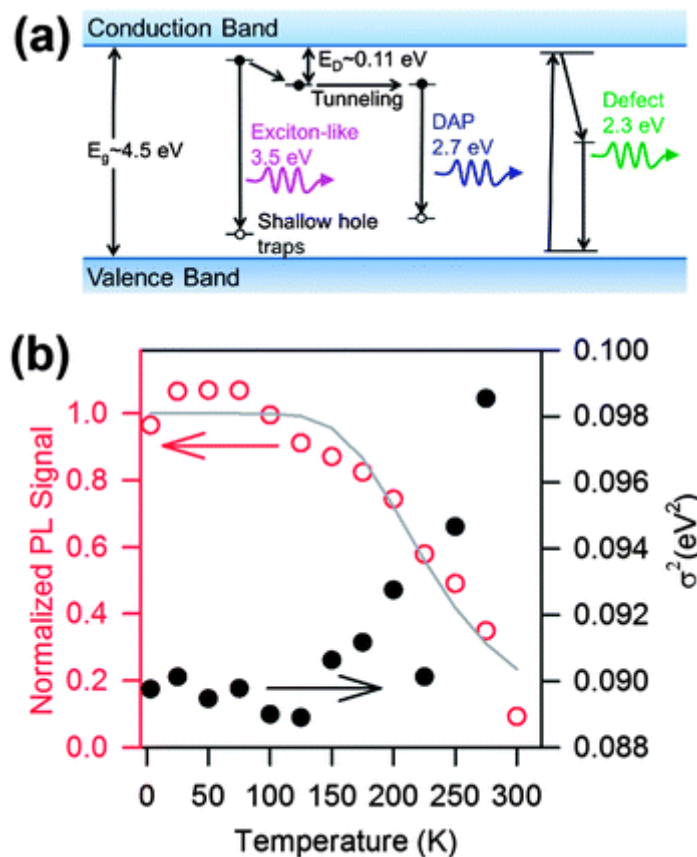 (a)
Conduction Band
E_D~0.11 eV
Tunneling
E_g~4.5 eV
Exciton-like
3.5 eV
DAP
2.7 eV
Defect
2.3 eV
Shallow hole
traps
Valence Band
(b)
Normalized PL Signal
1.0
0.8
0.6
0.4
0.2
0.0
0.100
0.098
0.096
0.094
0.092
0.090
0.088
σ²(eV²)
0 50 100 150 200 250 300
Temperature (K)